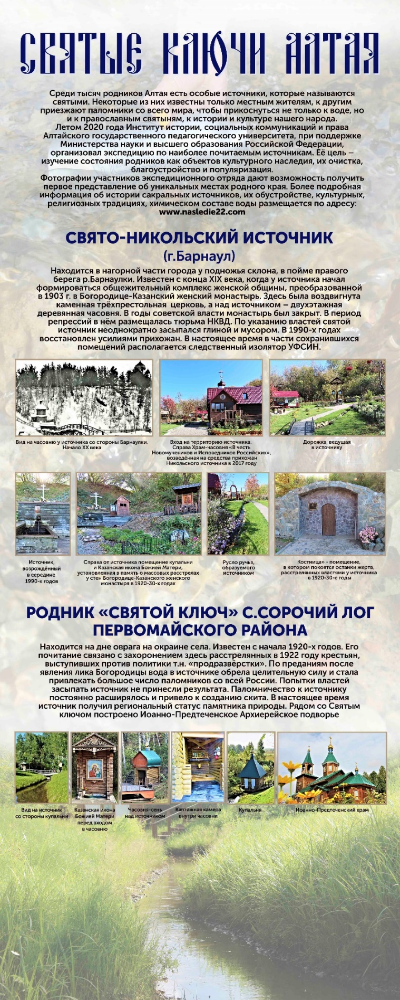 СВЯТЫЕ КЛЮЧИ АЛТАЯ
Среди тысяч родников Алтая есть особые источники, которые называются
святыми. Некоторые из них известны только местным жителям, к другим
приезжают паломники со всего мира, чтобы прикоснуться не только к воде, но
и к православным святыням, к истории и культуре нашего народа.
Летом 2020 года Институт истории, социальных коммуникаций и права
Алтайского государственного педагогического университета, при поддержке
Министерства науки и высшего образования Российской Федерации,
организовал экспедицию по наиболее почитаемым источникам. Её цель –
изучение состояния родников как объектов культурного наследия, их очистка,
благоустройство и популяризация.
Фотографии участников экспедиционного отряда дают возможность получить
первое представление об уникальных местах родного края. Более подробная
информация об истории сакральных источников, их обустройстве, культурных,
религиозных традициях, химическом составе воды размещается по адресу:
www.nasledie22.com
СВЯТО-НИКОЛЬСКИЙ ИСТОЧНИК
(г.Барнаул)
Находится в нагорной части города у подножья склона, в пойме правого
берега р.Барнаулки. Известен с конца XIX века, когда у источника начал
формироваться общежительный комплекс женской общины, преобразованной
в 1903 г. в Богородице-Казанский женский монастырь. Здесь была воздвигнута
каменная трёхпрестольная церковь, а над источником – двухэтажная
деревянная часовня. В годы советской власти монастырь был закрыт. В период
репрессий в нём размещалась тюрьма НКВД. По указанию властей святой
источник неоднократно засыпался глиной и мусором. В 1990-х годах
восстановлен усилиями прихожан. В настоящее время в части сохранившихся
помещений располагается следственный изолятор УФСИН.
Вид на часовню у источника со стороны Барнаулки.
Начало XX века
Вход на территорию источника.
Справа Храм-часовня «В честь
Новомучеников и Исповедников Российских»,
возведённая на средства прихожан
Никольского источника в 2017 году
Дорожка, ведущая
к источнику
Источник,
возрождённый
в середине
1990-х годов
Справа от источника помещение купальни
и Казанская икона Божией Матери,
установленная в память о массовых расстрелах
у стен Богородице-Казанского женского
монастыря в 1920-30-х годах
Русло ручья,
образуемого
источником
Костница» - помещение,
в котором покоятся останки жертв,
расстрелянных властями у источника
в 1920-30-е годы
РОДНИК «СВЯТОЙ КЛЮЧ» С.СОРОЧИЙ ЛОГ
ПЕРВОМАЙСКОГО РАЙОНА
Находится на дне оврага на окраине села. Известен с начала 1920-х годов. Его
почитание связано с захоронением здесь расстрелянных в 1922 году крестьян,
выступивших против политики т.н. «продразвёрстки». По преданиям после
явления лика Богородицы вода в источнике обрела целительную силу и стала
привлекать большое число паломников со всей России. Попытки властей
засыпать источник не принесли результата. Паломничество к источнику
постоянно расширялось и привело к созданию скита. В настоящее время
источник получил региональный статус памятника природы. Рядом со Святым
ключом построено Иоанно-Предтеченское Архиерейское подворье
Вид на источник
со стороны купальни
Казанская икона
Божией Матери
перед входом
в часовню
Часовня-сень
над источником
Каптажная камера
внутри часовни
Купальня
Иоанно-Предтеченский храм